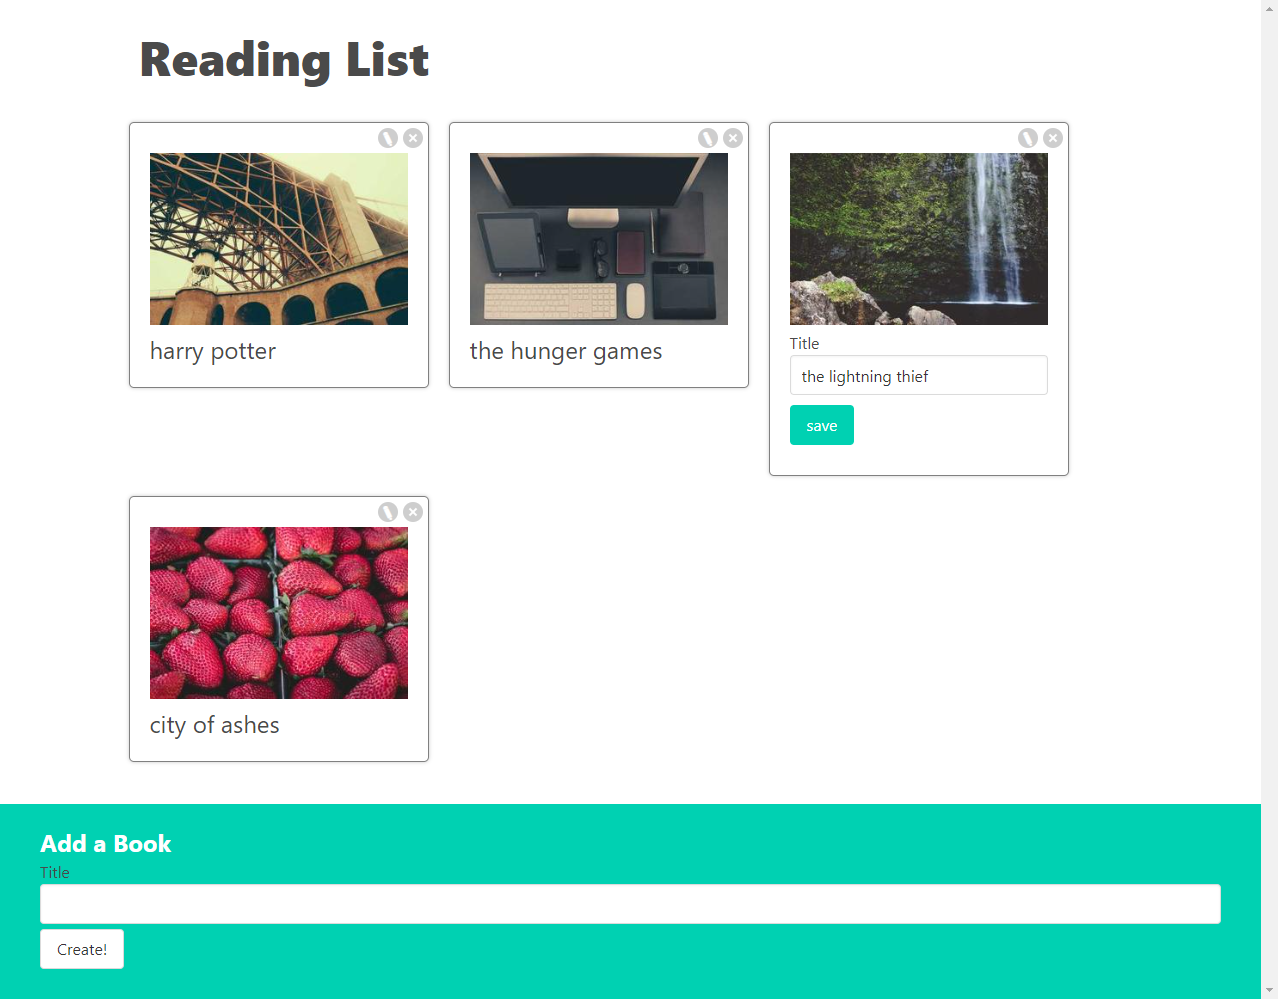 Reading List
harry potter
the hunger games
Title
the lightning thief
save
city of ashes
Add a Book
Title
Create!